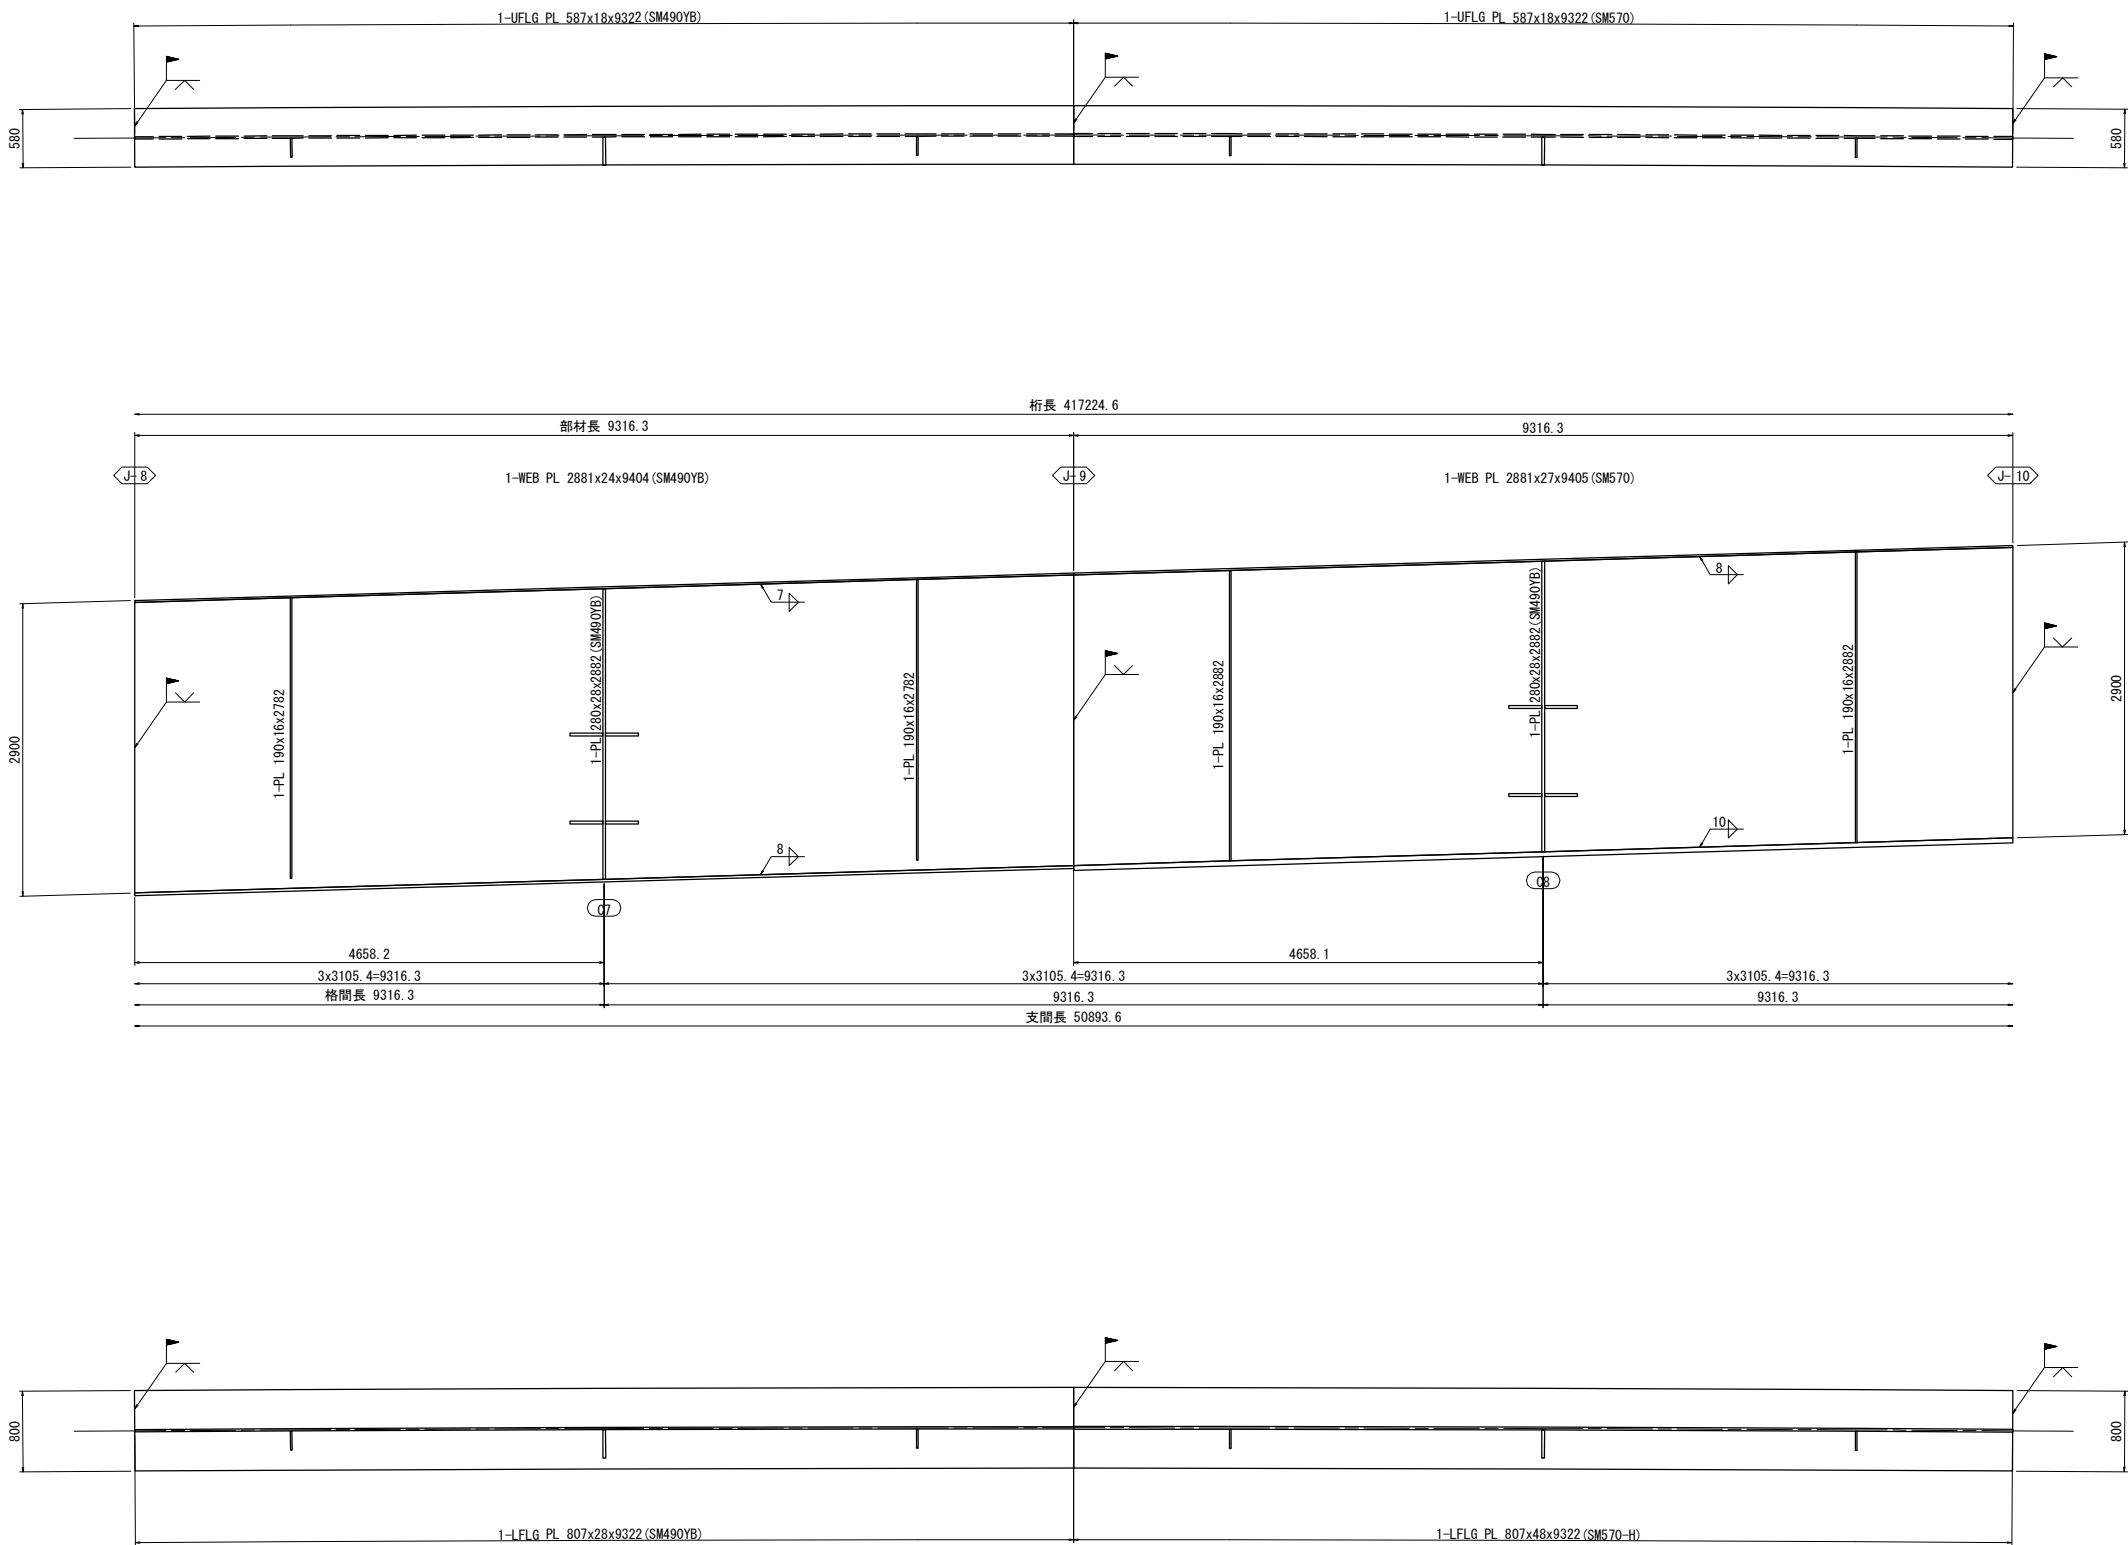 1-UFLG PL 587x18x9322(SM490YB)
1-UFLG PL 587x18x9322(SM570)
580
580
桁長 417224.6
部材長 9316.3
9316.3
J-8
1-WEB PL 2881x24x9404(SM490YB)
J-9
1-WEB PL 2881x27x9405(SM570)
J-10
2900
1-PL 190x16x2782
1-PL 280x28x2882(SM490YB)
7
1-PL 190x16x2782
1-PL 190x16x2882
1-PL 280x28x2882(SM490YB)
8
1-PL 190x16x2882
2900
8
10
C7
C8
4658.2
4658.1
3x3105.4=9316.3
3x3105.4=9316.3
3x3105.4=9316.3
格間長 9316.3
9316.3
9316.3
支間長 50893.6
800
800
1-LFLG PL 807x28x9322(SM490YB)
1-LFLG PL 807x48x9322(SM570-H)